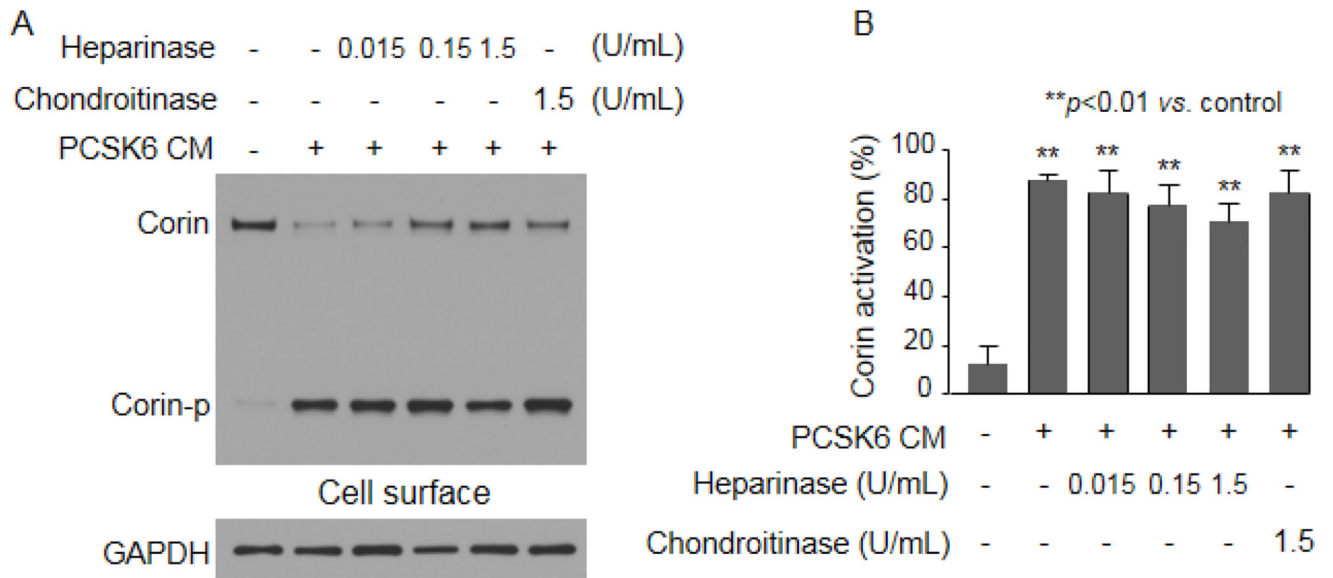 A
Heparinase - - 0.015 0.15 1.5 - (U/mL)
Chondroitinase - - - - - 1.5 (U/mL)
PCSK6 CM - + + + + +
Corin
Corin-p
Cell surface
GAPDH
B
**p<0.01 vs. control
Corin activation (%)
100
80
60
40
20
0
** ** ** ** **
PCSK6 CM - + + + + +
Heparinase (U/mL) - - 0.015 0.15 1.5 -
Chondroitinase (U/mL) - - - - - 1.5